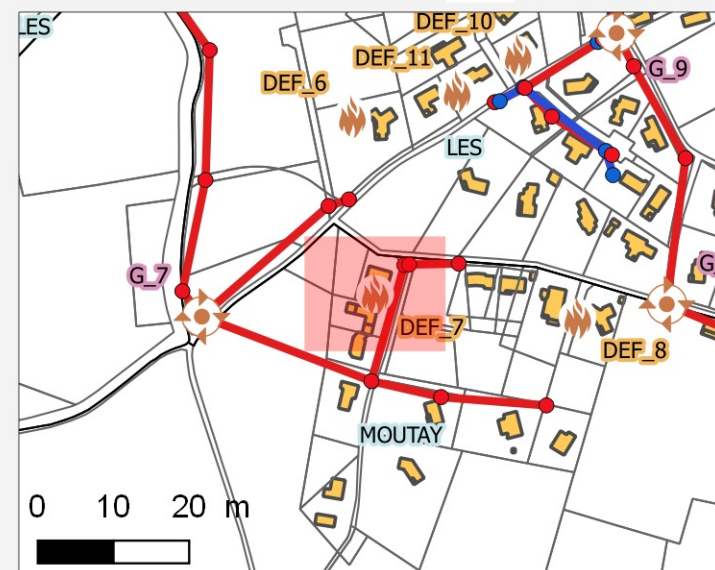 LES
DEF_10
DEF_11
G_9
DEF_6
LES
G_7
G
DEF_7
DEF_8
MOUTAY
0 10 20 m